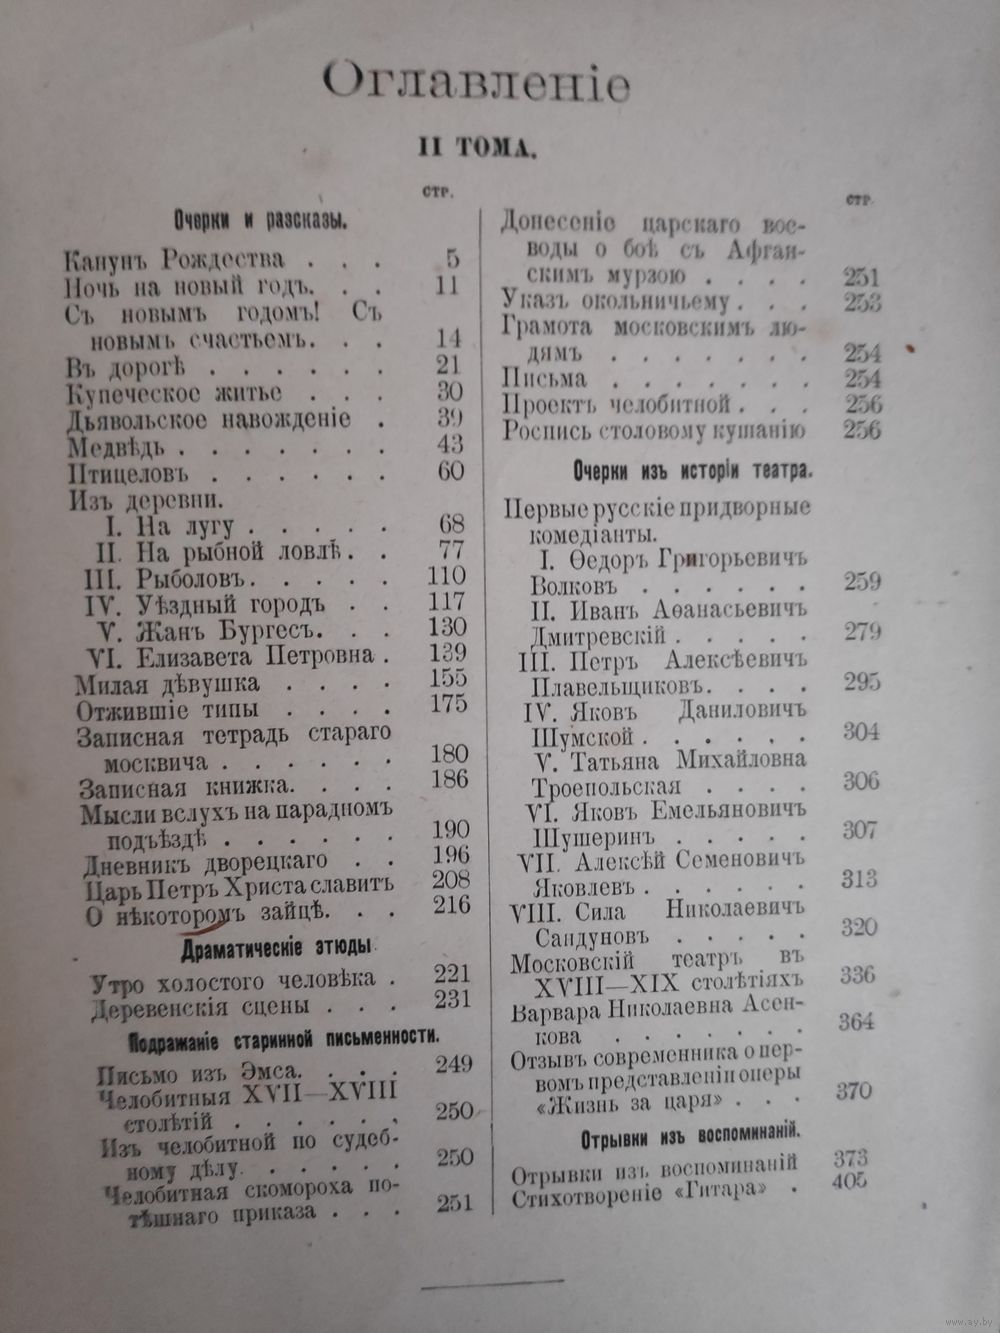 Оглавленіе
II ТОМА.
СТР.
Очерки и разсказы.
Канунъ Рождества . . . 5
Ночь на новый годъ. . . 11
Съ новымъ годомъ! Съ
новымъ счастьемъ. . . 14
Въ дорогѣ . . . . . . 21
Купеческое житье . . . 30
Дьявольское навожденіе . 39
Медвѣдь . . . . . . . 43
Птицеловъ . . . . . . 60
Изъ деревни.
I. На лугу . . . . . 68
II. На рыбной ловлѣ. . 77
III. Рыболовъ. . . . . 110
IV. Уѣздный городъ . . 117
V. Жанъ Бургесъ. . . 130
VI. Елизавета Петровна . 139
Милая дѣвушка . . . . 155
Отжившіе типы . . . . 175
Записная тетрадь стараго
москвича . . . . . . 180
Записная книжка. . . . 186
Мысли вслухъ на парадномъ
подъѣздѣ . . . . . . 190
Дневникъ дворецкаго . . 196
Царь Петръ Христа славитъ 208
О нѣкоторомъ зайцѣ. . . 216
Драматическіе этюды.
Утро холостого человѣка . 221
Деревенскія сцены . . . 231
Подражаніе старинной письменности.
Письмо изъ Эмса. . . . 249
Челобитныя XVII—XVIII
столѣтій . . . . . . 250
Изъ челобитной по судеб-
ному дѣлу. . . . . . 250
Челобитная скомороха по-
тѣшнаго приказа . . . 251
СТР.
Донесеніе царскаго вое-
воды о боѣ съ Афган-
скимъ мурзою . . . . 251
Указъ окольничьему . . . 253
Грамота московскимъ лю-
дямъ . . . . . . . 254
Письма . . . . . . . 254
Проектъ челобитной . . . 256
Роспись столовому кушанію 256
Очерки изъ исторіи театра.
Первые русскіе придворные
комедіанты.
I. Ѳедоръ Григорьевичъ
Волковъ . . . . . . 259
II. Иванъ Аѳанасьевичъ
Дмитревскій . . . . . 279
III. Петръ Алексѣевичъ
Плавельщиковъ. . . . 295
IV. Яковъ Даниловичъ
Шумской . . . . . . 304
V. Татьяна Михайловна
Троепольская . . . . 306
VI. Яковъ Емельяновичъ
Шушеринъ . . . . . 307
VII. Алексѣй Семеновичъ
Яковлевъ . . . . . . 313
VIII. Сила Николаевичъ
Сандуновъ . . . . . 320
Московскій театръ въ
XVIII—XIX столѣтіяхъ 336
Варвара Николаевна Асен-
кова . . . . . . 364
Отзывъ современника о пер-
вомъ представленіи оперы
«Жизнь за царя» . . . 370
Отрывки изъ воспоминаній.
Отрывки изъ воспоминаній 373
Стихотвореніе «Гитара» . 405
www.ay.by